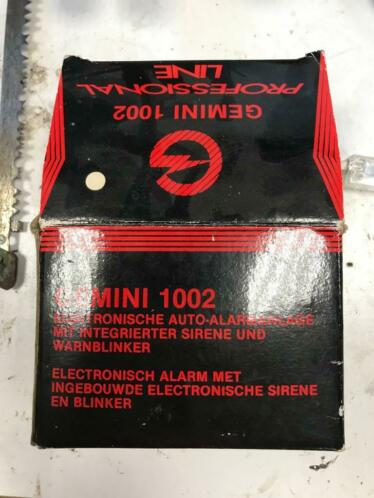 PROFESSIONAL
LINE
GEMINI 1002
GEMINI 1002
ELEKTRONISCHE AUTO-ALARMANLAGE
MIT INTEGRIERTER SIRENE UND
WARNBLINKER
ELECTRONISCH ALARM MET
INGEBOUWDE ELECTRONISCHE SIRENE
EN BLINKER